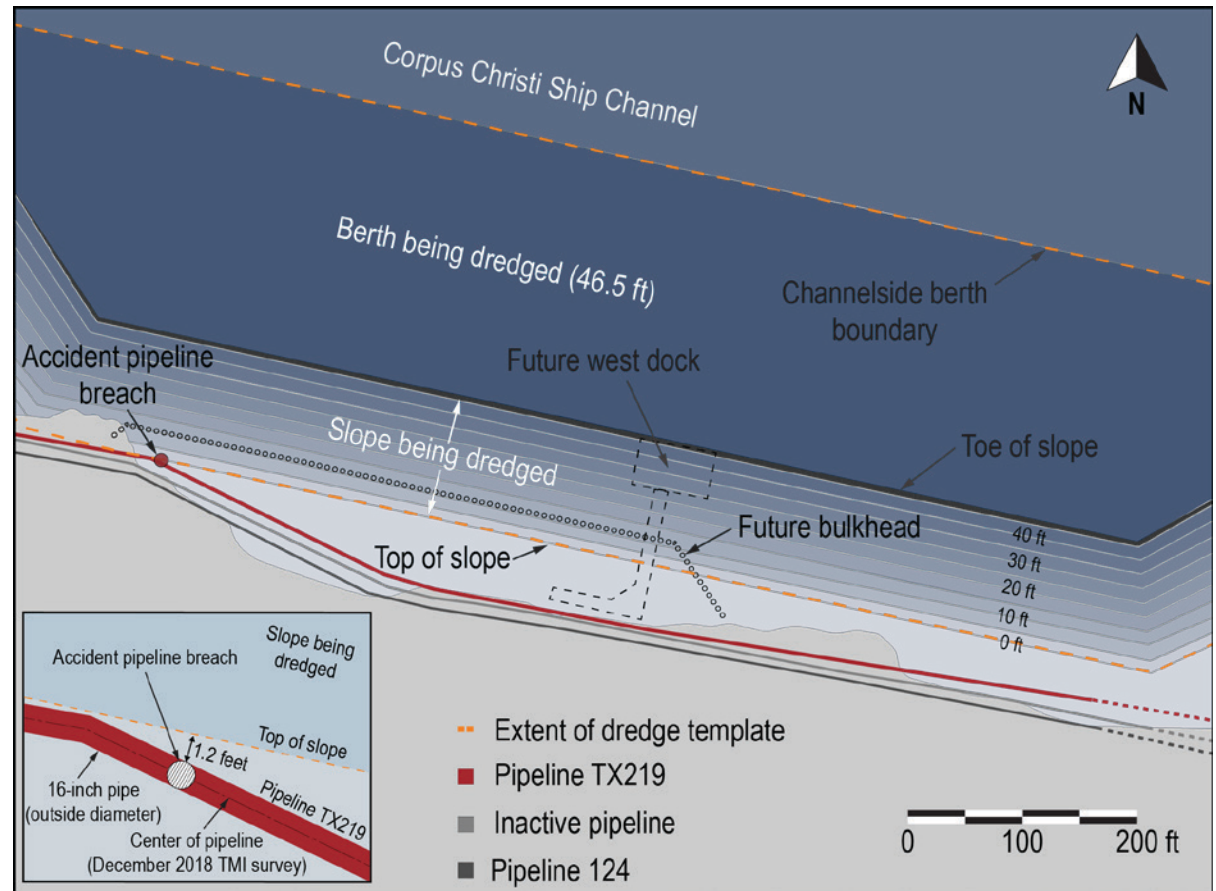 Corpus Christi Ship Channel
N
Berth being dredged (46.5 ft)
Channelside berth
boundary
Accident pipeline
breach
Future west dock
Slope being dredged
Toe of slope
Future bulkhead
Top of slope
40 ft
30 ft
20 ft
10 ft
0 ft
Slope being
dredged
Accident pipeline breach
Top of slope
1.2 feet
Pipeline TX219
16-inch pipe
(outside diameter)
Center of pipeline
(December 2018 TMI survey)
Extent of dredge template
Pipeline TX219
Inactive pipeline
Pipeline 124
0 100 200 ft